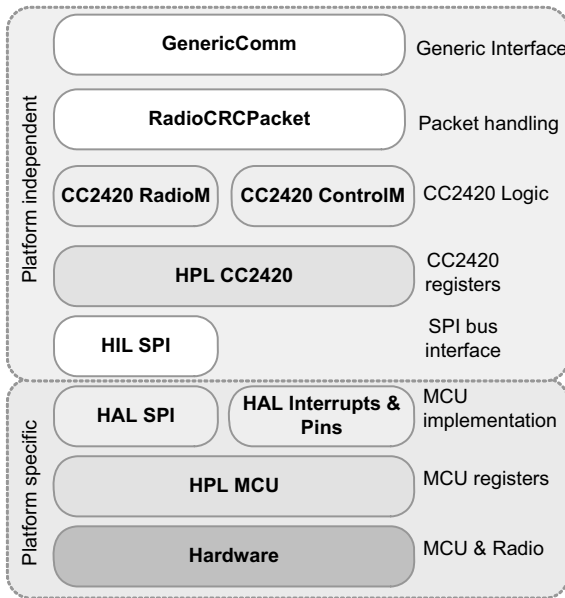 GenericComm
Generic Interface
RadioCRCPacket
Packet handling
CC2420 RadioM
CC2420 ControlM
CC2420 Logic
HPL CC2420
CC2420
registers
HIL SPI
SPI bus
interface
Platform independent
HAL SPI
HAL Interrupts &
Pins
MCU
implementation
HPL MCU
MCU registers
Hardware
MCU & Radio
Platform specific